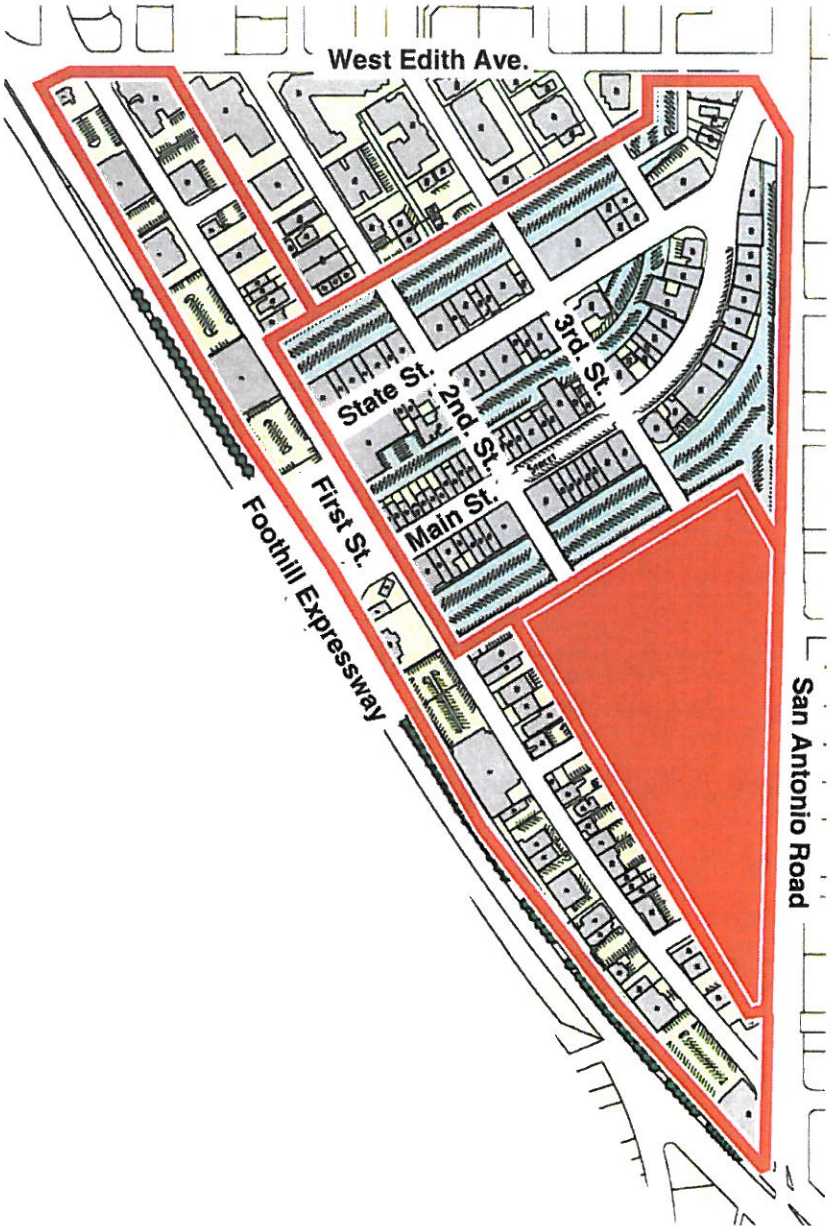 West Edith Ave.
State St.
3rd. St.
2nd. St.
Main St.
First St.
Foothill Expressway
San Antonio Road